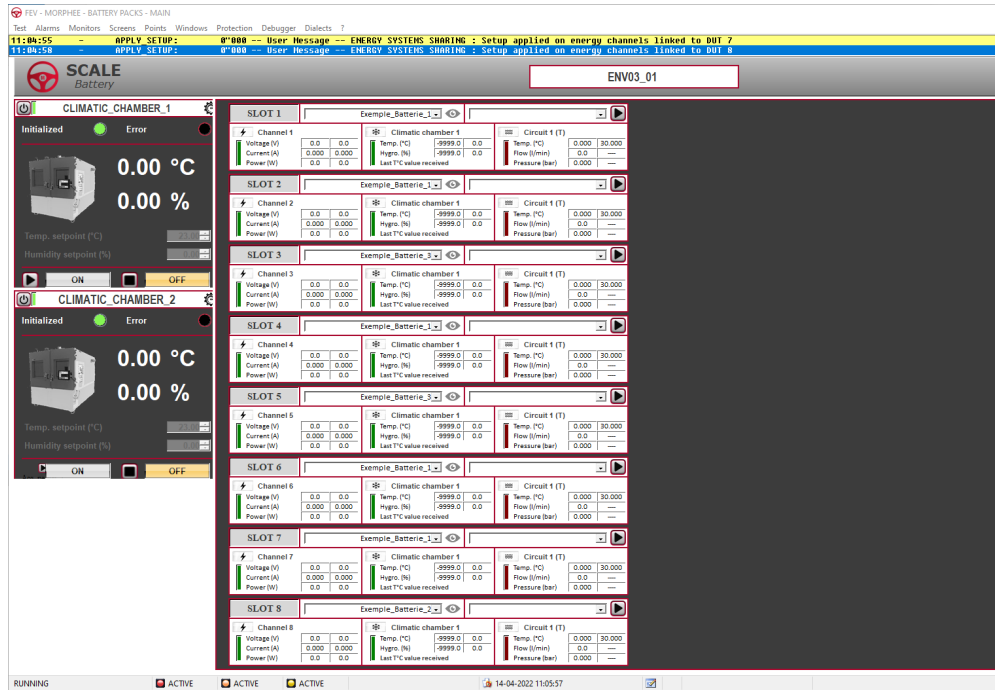 FEV - MORPHEE - BATTERY PACKS - MAIN
Test Alarms Monitors Screens Points Windows Protection Debugger Dialects ?
11:04:55 - APPLY_SETUP: 0"000 -- User Message -- ENERGY SYSTEMS SHARING : Setup applied on energy channels linked to DUT 7
11:04:58 - APPLY_SETUP: 0"000 -- User Message -- ENERGY SYSTEMS SHARING : Setup applied on energy channels linked to DUT 8
SCALE
Battery
ENV03_01
CLIMATIC_CHAMBER_1
Initialized Error
0.00 °C
0.00 %
Temp. setpoint (°C) 23.0
Humidity setpoint (%) 0.0
ON OFF
CLIMATIC_CHAMBER_2
Initialized Error
0.00 °C
0.00 %
Temp. setpoint (°C) 23.0
Humidity setpoint (%) 0.0
ON OFF
SLOT 1 Exemple_Batterie_1
Channel 1 Climatic chamber 1 Circuit 1 (T)
Voltage (V) 0.0 0.0 Temp. (°C) -9999.0 0.0 Temp. (°C) 0.000 30.000
Current (A) 0.000 0.000 Hygro. (%) -9999.0 0.0 Flow (l/min) 0.0 —
Power (W) 0.0 0.0 Last T°C value received Pressure (bar) 0.000 —
SLOT 2 Exemple_Batterie_1
Channel 2 Climatic chamber 1 Circuit 1 (T)
Voltage (V) 0.0 0.0 Temp. (°C) -9999.0 0.0 Temp. (°C) 0.000 30.000
Current (A) 0.000 0.000 Hygro. (%) -9999.0 0.0 Flow (l/min) 0.0 —
Power (W) 0.0 0.0 Last T°C value received Pressure (bar) 0.000 —
SLOT 3 Exemple_Batterie_3
Channel 3 Climatic chamber 1 Circuit 1 (T)
Voltage (V) 0.0 0.0 Temp. (°C) -9999.0 0.0 Temp. (°C) 0.000 30.000
Current (A) 0.000 0.000 Hygro. (%) -9999.0 0.0 Flow (l/min) 0.0 —
Power (W) 0.0 0.0 Last T°C value received Pressure (bar) 0.000 —
SLOT 4 Exemple_Batterie_1
Channel 4 Climatic chamber 1 Circuit 1 (T)
Voltage (V) 0.0 0.0 Temp. (°C) -9999.0 0.0 Temp. (°C) 0.000 30.000
Current (A) 0.000 0.000 Hygro. (%) -9999.0 0.0 Flow (l/min) 0.0 —
Power (W) 0.0 0.0 Last T°C value received Pressure (bar) 0.000 —
SLOT 5 Exemple_Batterie_3
Channel 5 Climatic chamber 1 Circuit 1 (T)
Voltage (V) 0.0 0.0 Temp. (°C) -9999.0 0.0 Temp. (°C) 0.000 30.000
Current (A) 0.000 0.000 Hygro. (%) -9999.0 0.0 Flow (l/min) 0.0 —
Power (W) 0.0 0.0 Last T°C value received Pressure (bar) 0.000 —
SLOT 6 Exemple_Batterie_1
Channel 6 Climatic chamber 1 Circuit 1 (T)
Voltage (V) 0.0 0.0 Temp. (°C) -9999.0 0.0 Temp. (°C) 0.000 30.000
Current (A) 0.000 0.000 Hygro. (%) -9999.0 0.0 Flow (l/min) 0.0 —
Power (W) 0.0 0.0 Last T°C value received Pressure (bar) 0.000 —
SLOT 7 Exemple_Batterie_1
Channel 7 Climatic chamber 1 Circuit 1 (T)
Voltage (V) 0.0 0.0 Temp. (°C) -9999.0 0.0 Temp. (°C) 0.000 30.000
Current (A) 0.000 0.000 Hygro. (%) -9999.0 0.0 Flow (l/min) 0.0 —
Power (W) 0.0 0.0 Last T°C value received Pressure (bar) 0.000 —
SLOT 8 Exemple_Batterie_2
Channel 8 Climatic chamber 1 Circuit 1 (T)
Voltage (V) 0.0 0.0 Temp. (°C) -9999.0 0.0 Temp. (°C) 0.000 30.000
Current (A) 0.000 0.000 Hygro. (%) -9999.0 0.0 Flow (l/min) 0.0 —
Power (W) 0.0 0.0 Last T°C value received Pressure (bar) 0.000 —
RUNNING ACTIVE ACTIVE ACTIVE 14-04-2022 11:05:57